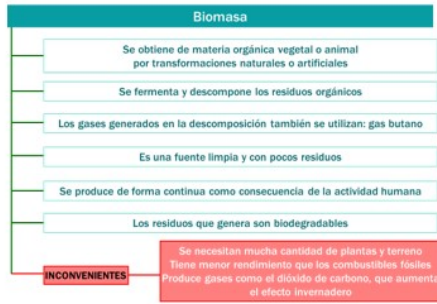 Biomasa
Se obtiene de materia orgánica vegetal o animal
por transformaciones naturales o artificiales
Se fermenta y descompone los residuos orgánicos
Los gases generados en la descomposición también se utilizan: gas butano
Es una fuente limpia y con pocos residuos
Se produce de forma continua como consecuencia de la actividad humana
Los residuos que genera son biodegradables
INCONVENIENTES
Se necesitan mucha cantidad de plantas y terreno
Tiene menor rendimiento que los combustibles fósiles
Produce gases como el dióxido de carbono, que aumenta
el efecto invernadero